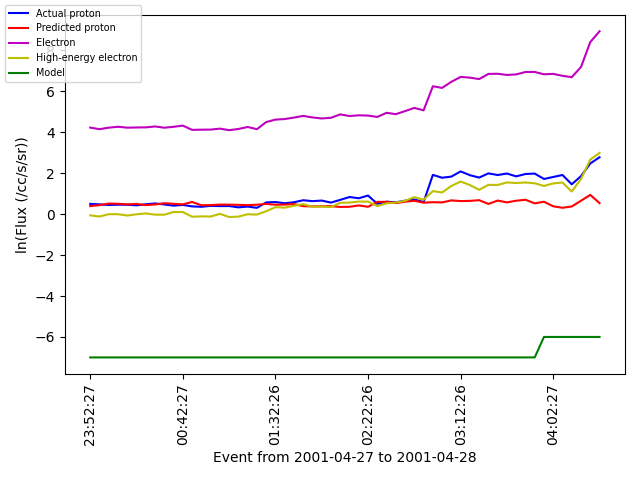 Actual proton
Predicted proton
Electron
High-energy electron
Model
8
6
4
2
0
−2
−4
−6
ln(Flux (/cc/s/sr))
23:52:27
00:42:27
01:32:26
02:22:26
03:12:26
04:02:27
Event from 2001-04-27 to 2001-04-28